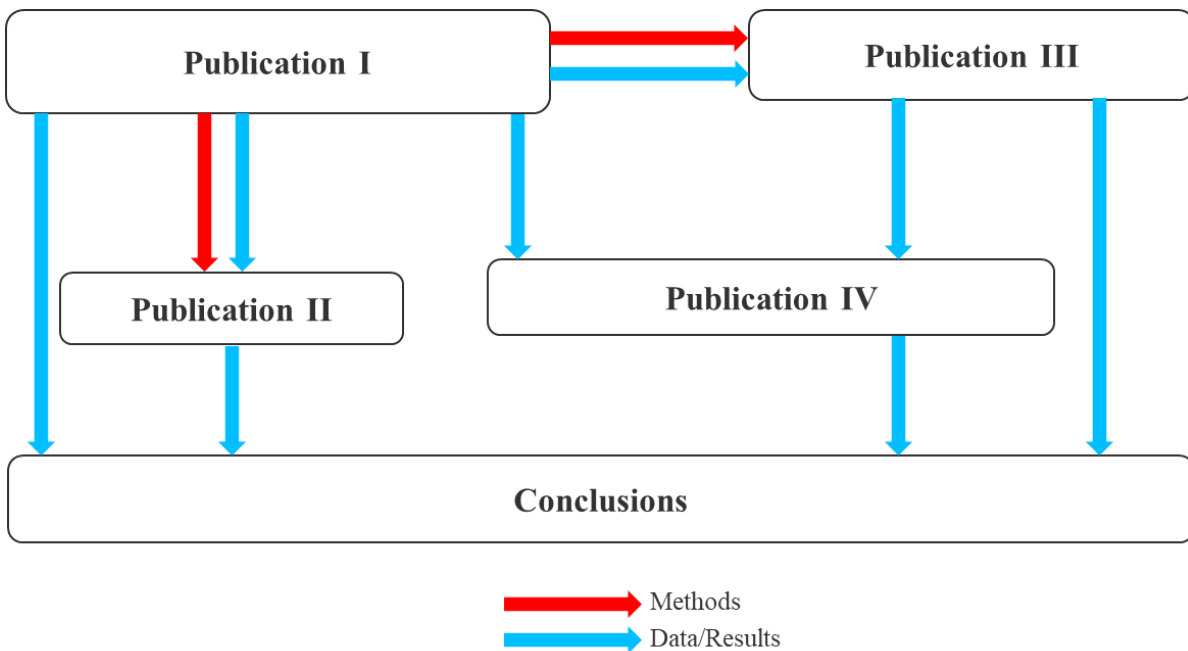 Publication I
Publication III
Publication II
Publication IV
Conclusions
Methods
Data/Results